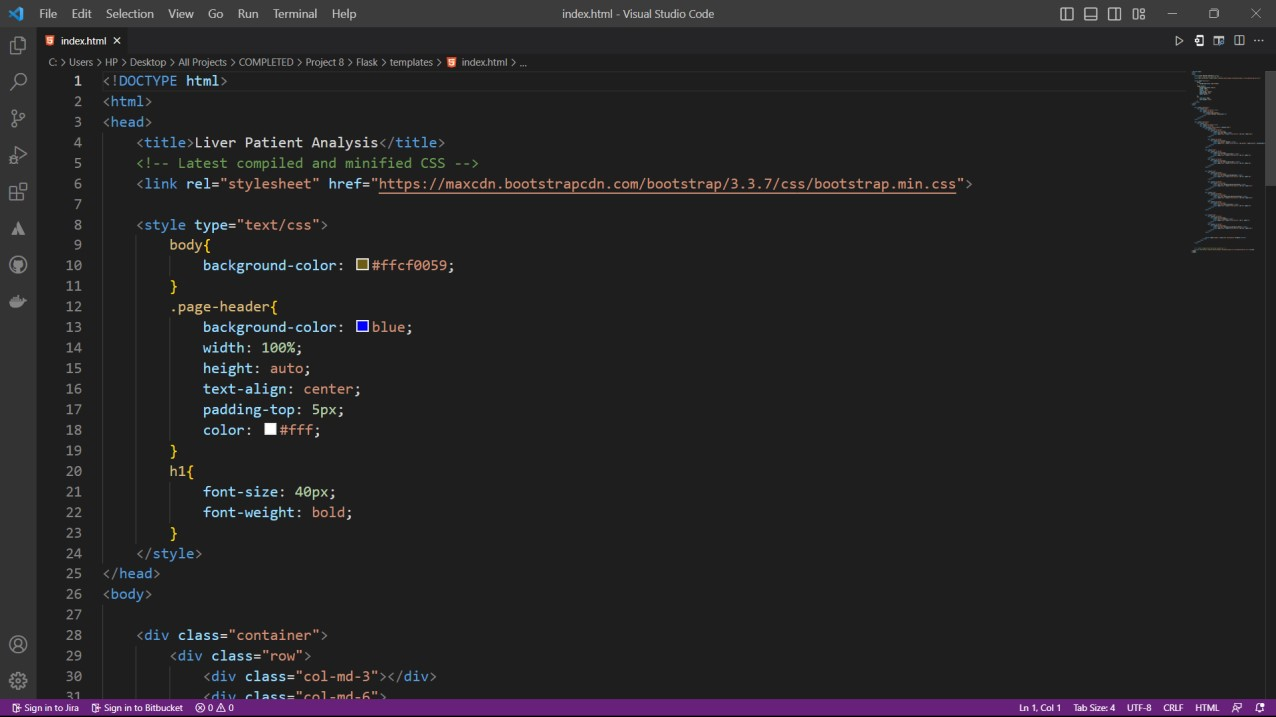 File Edit Selection View Go Run Terminal Help index.html - Visual Studio Code
index.html
C: > Users > HP > Desktop > All Projects > COMPLETED > Project 8 > Flask > templates > index.html > ...
1 <!DOCTYPE html>
2 <html>
3 <head>
4 <title>Liver Patient Analysis</title>
5 <!-- Latest compiled and minified CSS -->
6 <link rel="stylesheet" href="https://maxcdn.bootstrapcdn.com/bootstrap/3.3.7/css/bootstrap.min.css">
7
8 <style type="text/css">
9 body{
10 background-color: #ffcf0059;
11 }
12 .page-header{
13 background-color: blue;
14 width: 100%;
15 height: auto;
16 text-align: center;
17 padding-top: 5px;
18 color: #fff;
19 }
20 h1{
21 font-size: 40px;
22 font-weight: bold;
23 }
24 </style>
25 </head>
26 <body>
27
28 <div class="container">
29 <div class="row">
30 <div class="col-md-3"></div>
31 <div class="col-md-6">
Sign in to Jira Sign in to Bitbucket 0 0 Ln 1, Col 1 Tab Size: 4 UTF-8 CRLF HTML